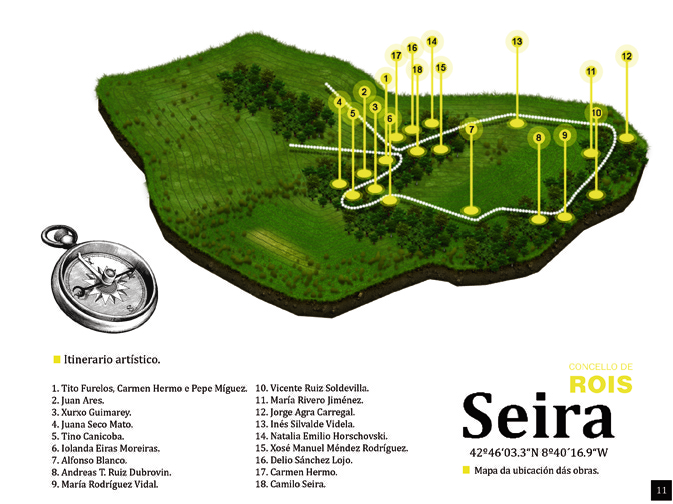 13
14
16
17
12
15
18
11
1
2
4
3
5
10
6
7
8
9
Itinerario artístico.
1. Tito Furelos, Carmen Hermo e Pepe Míguez.
2. Juan Ares.
3. Xurxo Guimarey.
4. Juana Seco Mato.
5. Tino Canicoba.
6. Iolanda Eiras Moreiras.
7. Alfonso Blanco.
8. Andreas T. Ruiz Dubrovin.
9. María Rodríguez Vidal.
10. Vicente Ruiz Soldevilla.
11. María Rivero Jiménez.
12. Jorge Agra Carregal.
13. Inés Silvalde Videla.
14. Natalia Emilio Horschovski.
15. Xosé Manuel Méndez Rodríguez.
16. Delio Sánchez Lojo.
17. Carmen Hermo.
18. Camilo Seira.
CONCELLO DE
ROIS
Seira
42º46´03.3“N 8º40´16.9“W
Mapa da ubicación dás obras.
11